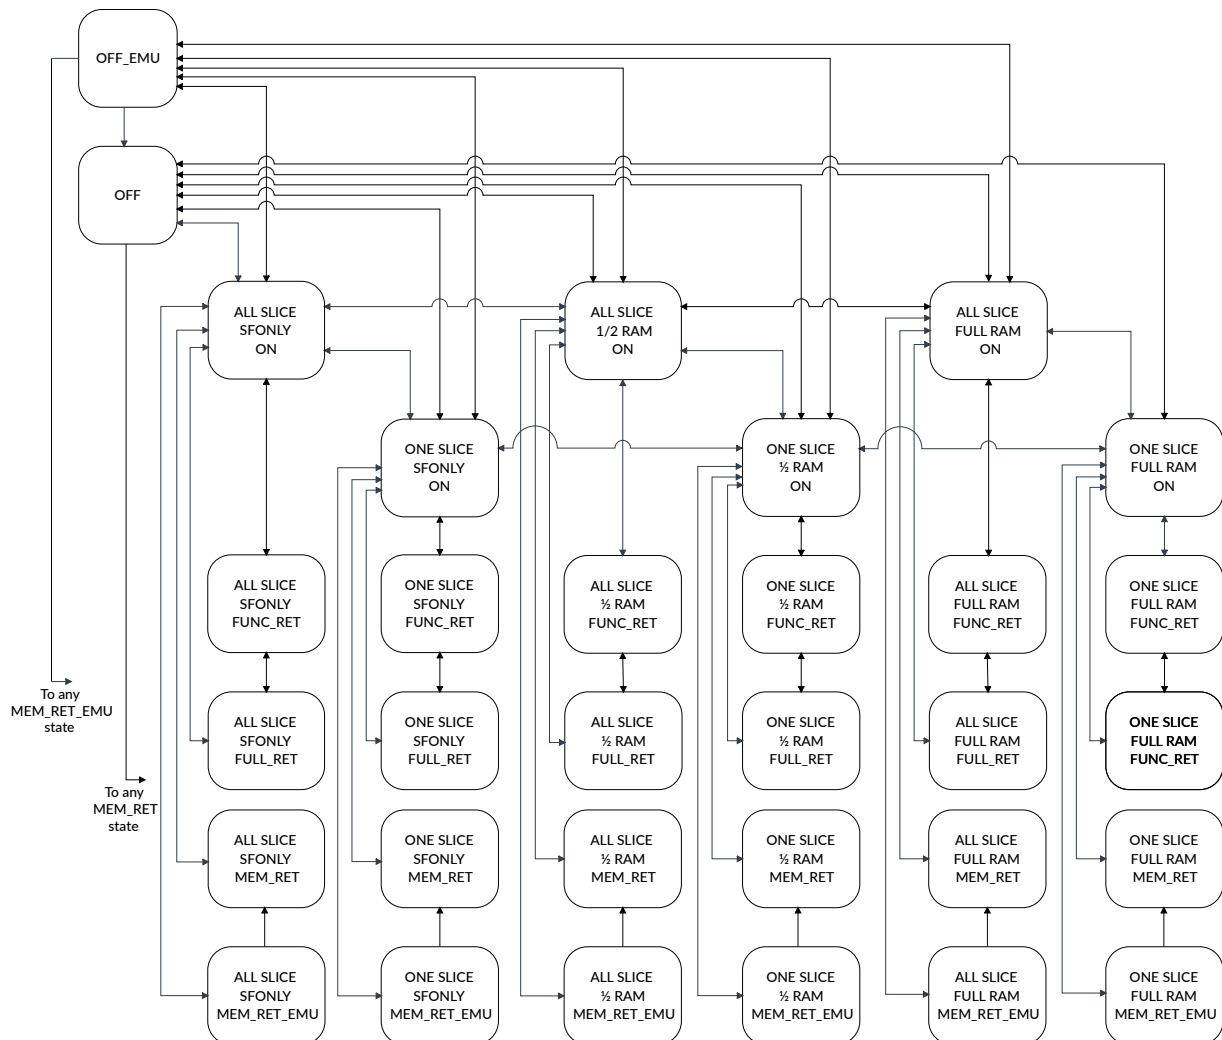 OFF_EMU
OFF
ALL SLICE
SFONLY
ON
ALL SLICE
1/2 RAM
ON
ALL SLICE
FULL RAM
ON
ONE SLICE
SFONLY
ON
ONE SLICE
½ RAM
ON
ONE SLICE
FULL RAM
ON
ALL SLICE
SFONLY
FUNC_RET
ONE SLICE
SFONLY
FUNC_RET
ALL SLICE
½ RAM
FUNC_RET
ONE SLICE
½ RAM
FUNC_RET
ALL SLICE
FULL RAM
FUNC_RET
ONE SLICE
FULL RAM
FUNC_RET
To any
MEM_RET_EMU
state
ALL SLICE
SFONLY
FULL_RET
ONE SLICE
SFONLY
FULL_RET
ALL SLICE
½ RAM
FULL_RET
ONE SLICE
½ RAM
FULL_RET
ALL SLICE
FULL RAM
FULL_RET
ONE SLICE
FULL RAM
FUNC_RET
To any
MEM_RET
state
ALL SLICE
SFONLY
MEM_RET
ONE SLICE
SFONLY
MEM_RET
ALL SLICE
½ RAM
MEM_RET
ONE SLICE
½ RAM
MEM_RET
ALL SLICE
FULL RAM
MEM_RET
ONE SLICE
FULL RAM
MEM_RET
ALL SLICE
SFONLY
MEM_RET_EMU
ONE SLICE
SFONLY
MEM_RET_EMU
ALL SLICE
½ RAM
MEM_RET_EMU
ONE SLICE
½ RAM
MEM_RET_EMU
ALL SLICE
FULL RAM
MEM_RET_EMU
ONE SLICE
FULL RAM
MEM_RET_EMU